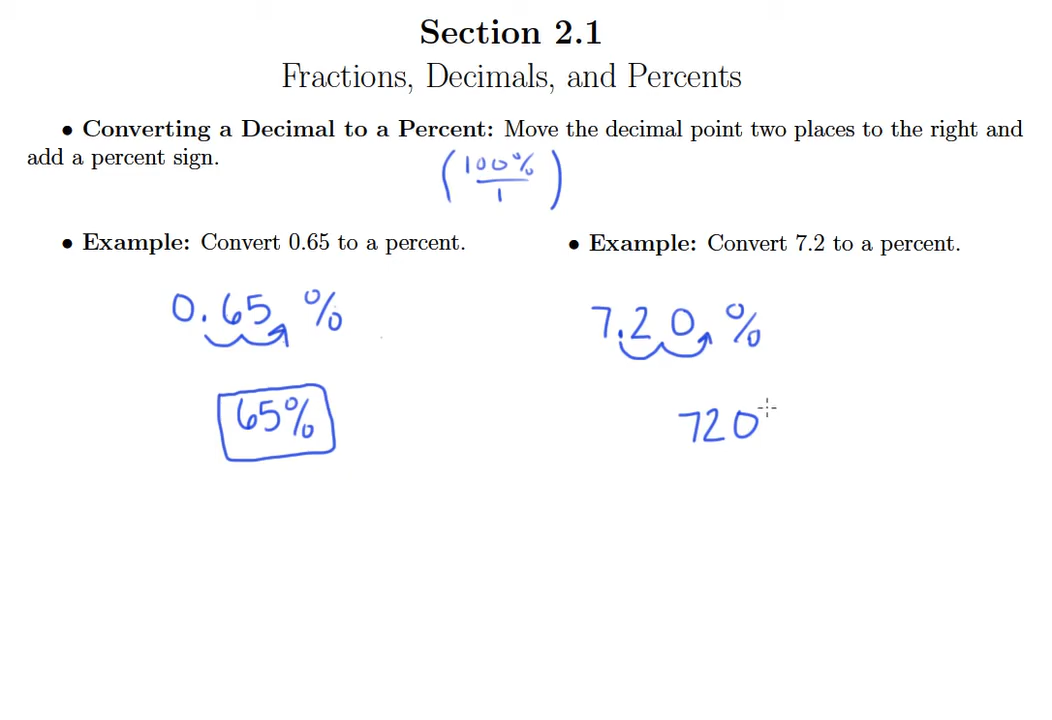 Section 2.1
Fractions, Decimals, and Percents
• Converting a Decimal to a Percent: Move the decimal point two places to the right and
add a percent sign.
(100%/1)
• Example: Convert 0.65 to a percent.
• Example: Convert 7.2 to a percent.
0.65.%
7.20.%
65%
720